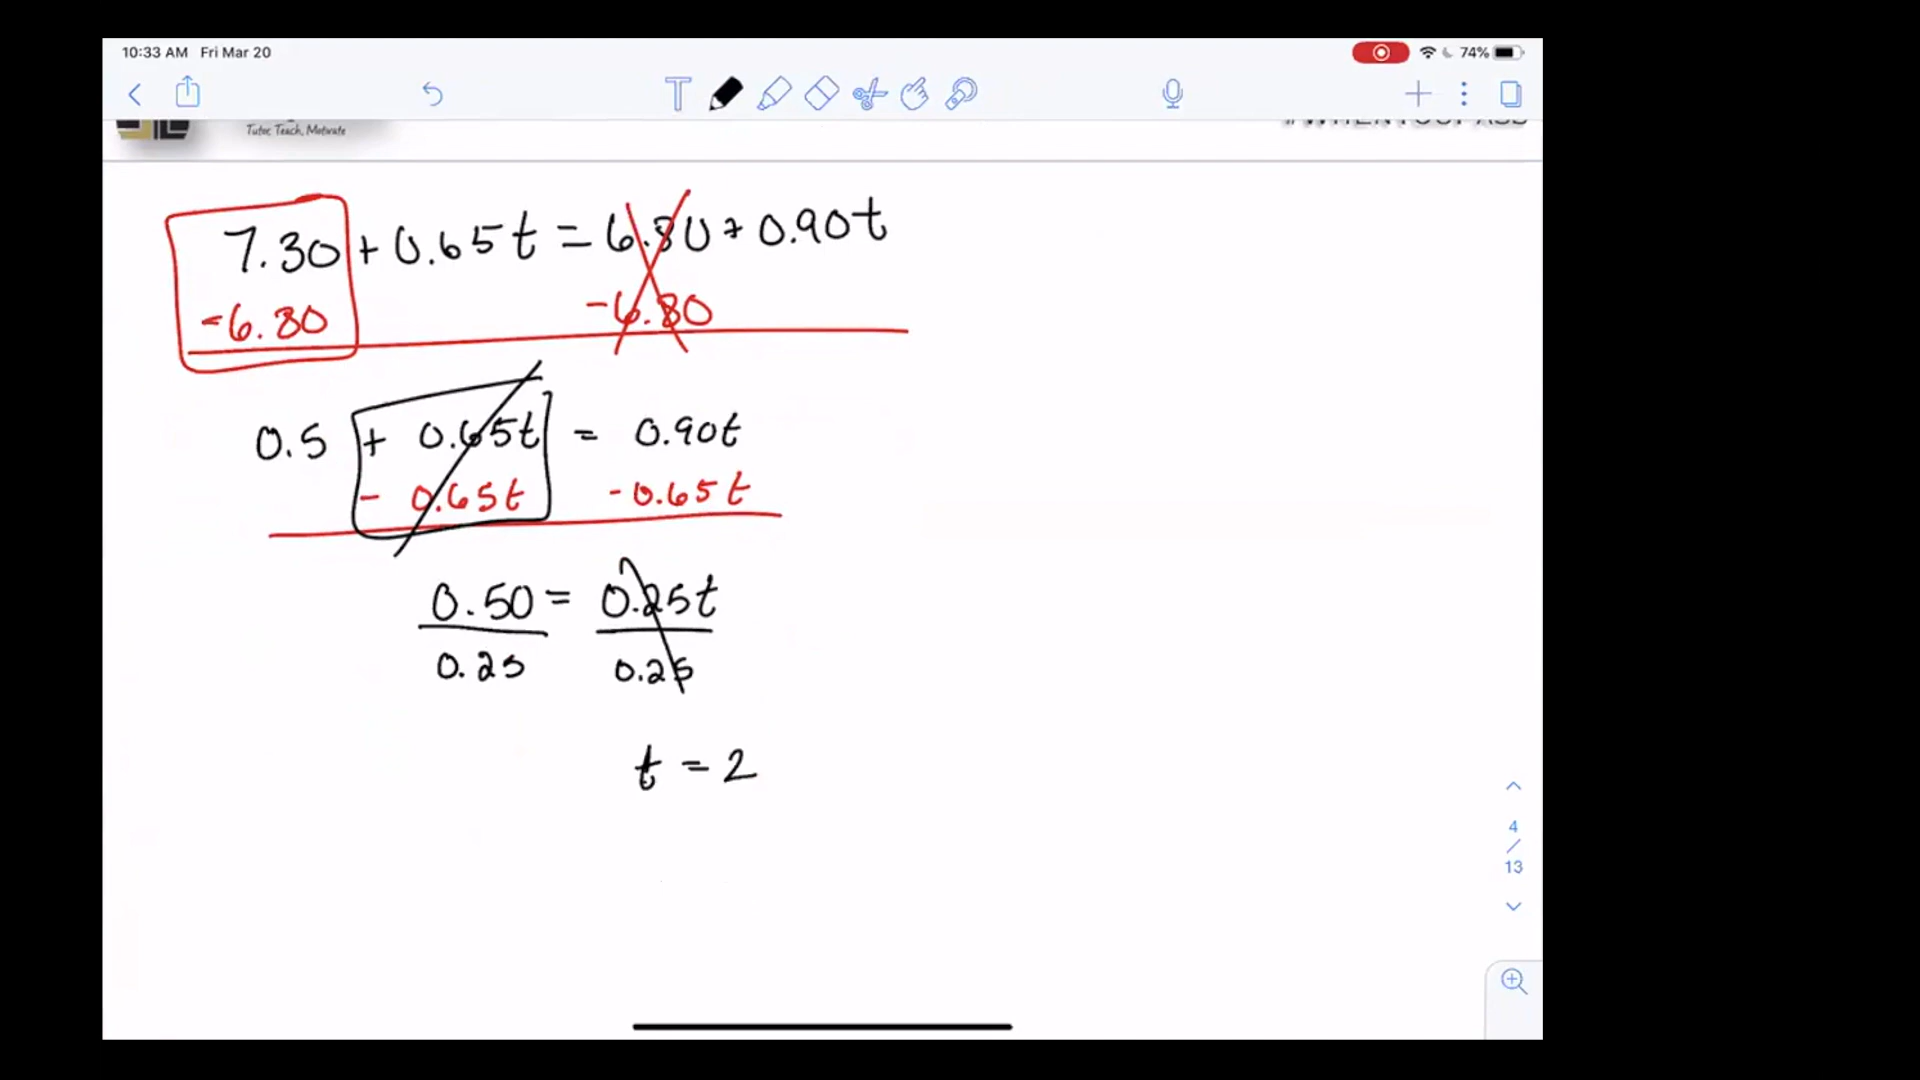 10:33 AM Fri Mar 20
74%
Tutor, Teach, Motivate
7.30 + 0.65t = 6.80 + 0.90t
-6.80 -6.80
0.5 + 0.65t = 0.90t
- 0.65t -0.65t
0.50 = 0.25t
0.25 0.25
t = 2
4
/
13